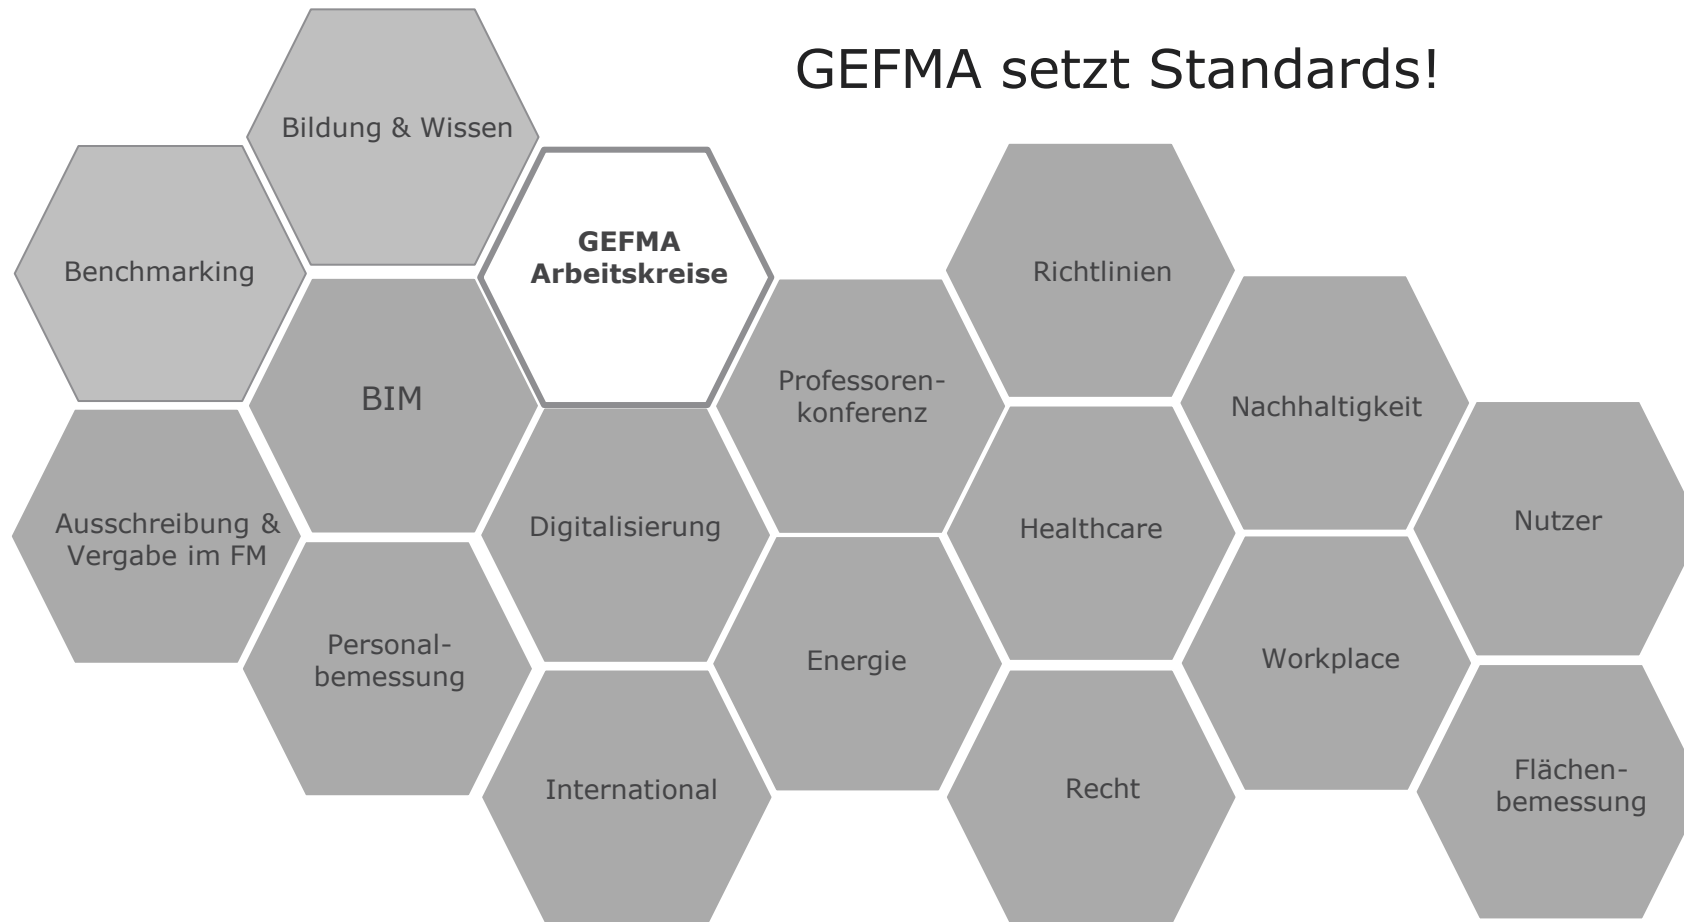 GEFMA setzt Standards!
Bildung & Wissen
Benchmarking
GEFMA
Arbeitskreise
Richtlinien
BIM
Professoren-
konferenz
Nachhaltigkeit
Ausschreibung &
Vergabe im FM
Digitalisierung
Healthcare
Nutzer
Personal-
bemessung
Energie
Workplace
International
Recht
Flächen-
bemessung